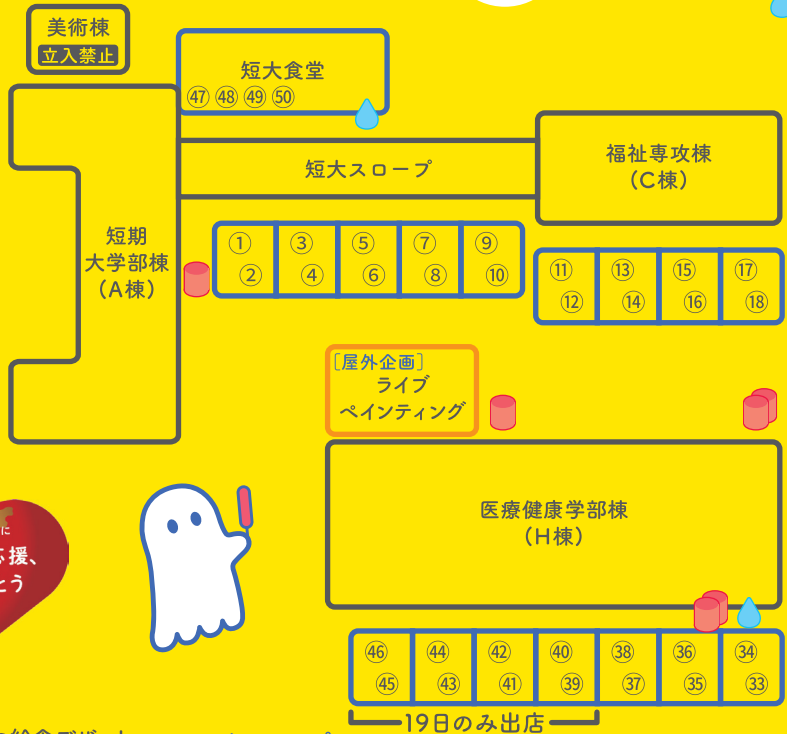 美術棟
立入禁止
短大食堂
㊼ ㊽ ㊾ ㊿
短大スロープ
福祉専攻棟
（C棟）
短期
大学部棟
（A棟）
① ③ ⑤ ⑦ ⑨
② ④ ⑥ ⑧ ⑩
⑪ ⑬ ⑮ ⑰
⑫ ⑭ ⑯ ⑱
［屋外企画］
ライブ
ペインティング
医療健康学部棟
（H棟）
に
応援、
とう
㊻ ㊹ ㊷ ㊵ ㊳ ㊱ ㉞
㊺ ㊸ ㊶ ㊴ ㊲ ㉟ ㉝
19日のみ出店